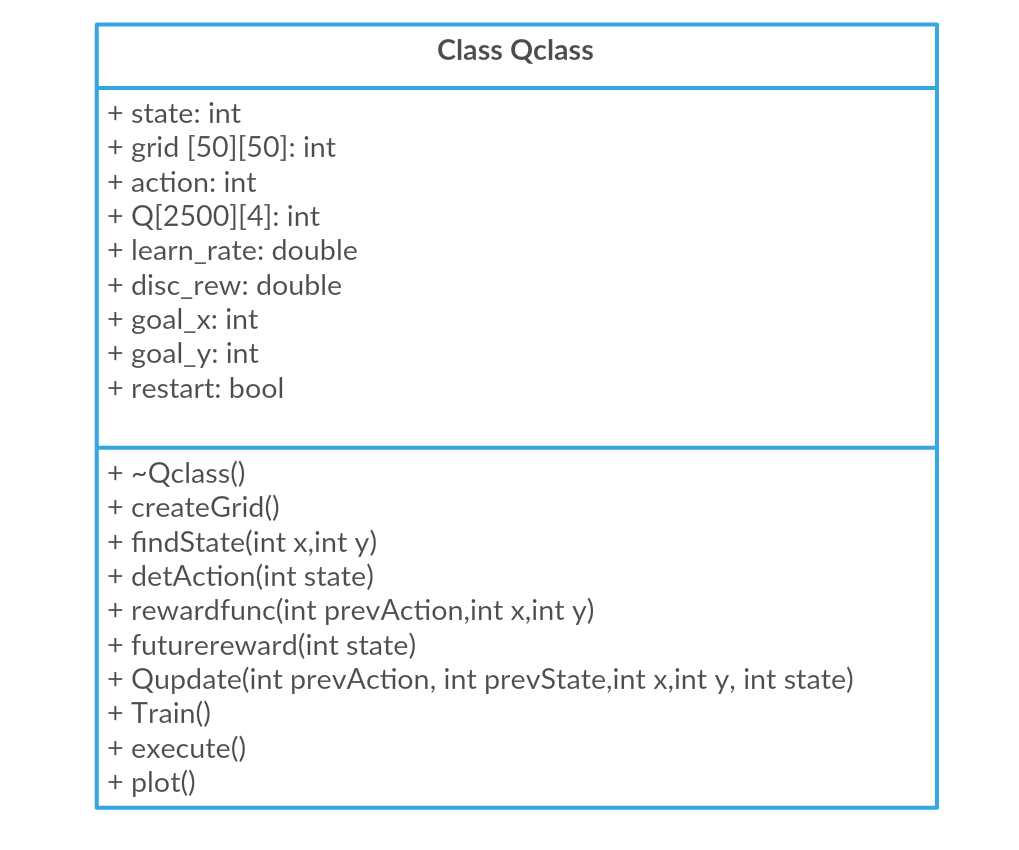 Class Qclass
+ state: int
+ grid [50][50]: int
+ action: int
+ Q[2500][4]: int
+ learn_rate: double
+ disc_rew: double
+ goal_x: int
+ goal_y: int
+ restart: bool
+ ~Qclass()
+ createGrid()
+ findState(int x,int y)
+ detAction(int state)
+ rewardfunc(int prevAction,int x,int y)
+ futurereward(int state)
+ Qupdate(int prevAction, int prevState,int x,int y, int state)
+ Train()
+ execute()
+ plot()